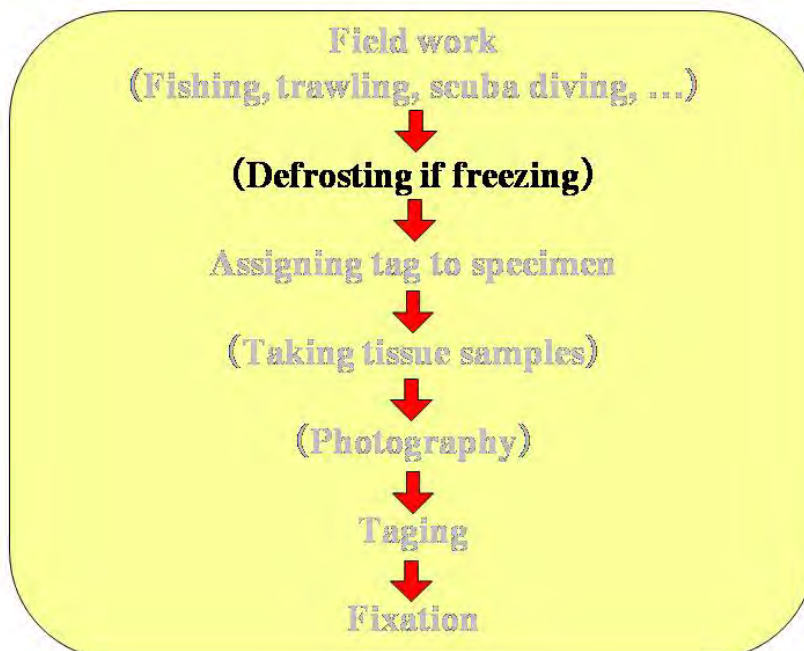 Field work
(Fishing, trawling, scuba diving, ...)
(Defrosting if freezing)
Assigning tag to specimen
(Taking tissue samples)
(Photography)
Taging
Fixation